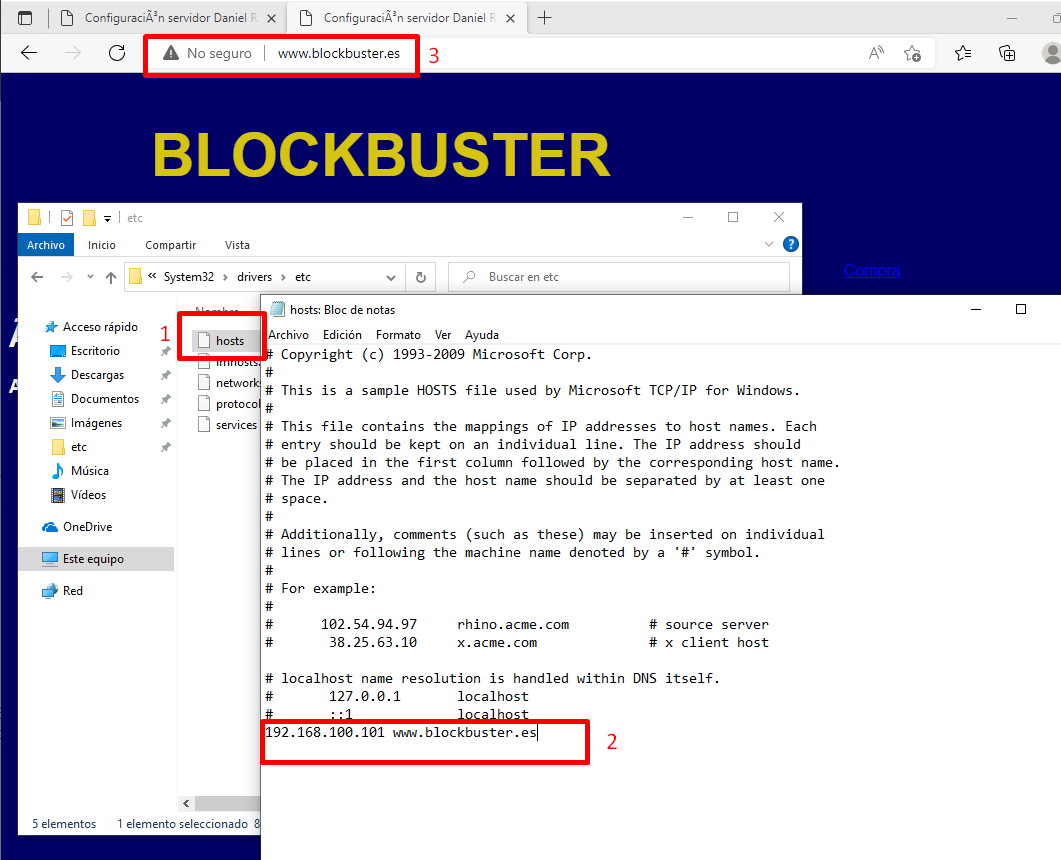 ConfiguraciÃ³n servidor Daniel R
ConfiguraciÃ³n servidor Daniel R
No seguro
www.blockbuster.es
3
BLOCKBUSTER
etc
Archivo
Inicio
Compartir
Vista
System32 > drivers > etc
Buscar en etc
Compra
Nombre
Acceso rápido
Escritorio
Descargas
Documentos
Imágenes
etc
Música
Vídeos
OneDrive
Este equipo
Red
1
hosts
lmhosts.
networks
protocol
services
5 elementos
1 elemento seleccionado 8
hosts: Bloc de notas
Archivo Edición Formato Ver Ayuda
# Copyright (c) 1993-2009 Microsoft Corp.
#
# This is a sample HOSTS file used by Microsoft TCP/IP for Windows.
#
# This file contains the mappings of IP addresses to host names. Each
# entry should be kept on an individual line. The IP address should
# be placed in the first column followed by the corresponding host name.
# The IP address and the host name should be separated by at least one
# space.
#
# Additionally, comments (such as these) may be inserted on individual
# lines or following the machine name denoted by a '#' symbol.
#
# For example:
#
#      102.54.94.97     rhino.acme.com          # source server
#       38.25.63.10     x.acme.com              # x client host

# localhost name resolution is handled within DNS itself.
#       127.0.0.1       localhost
#       ::1             localhost
192.168.100.101 www.blockbuster.es
2